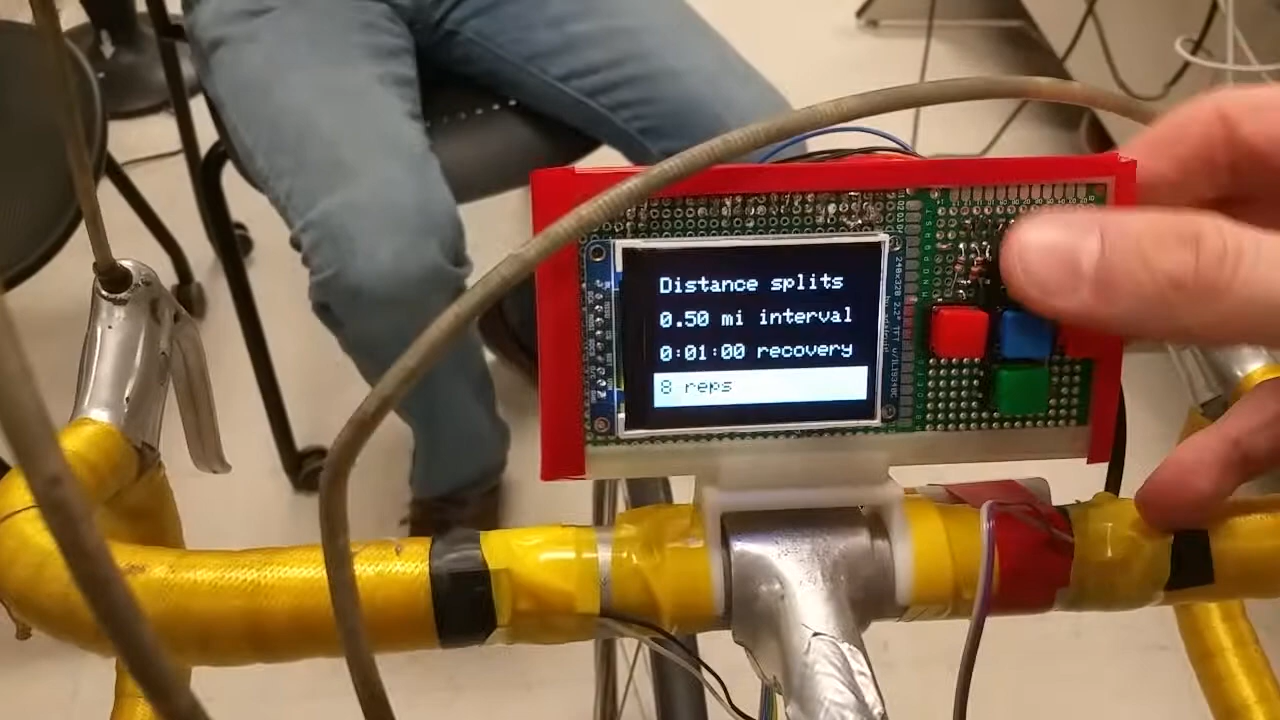 Distance splits
0.50 mi interval
0:01:00 recovery
8 reps